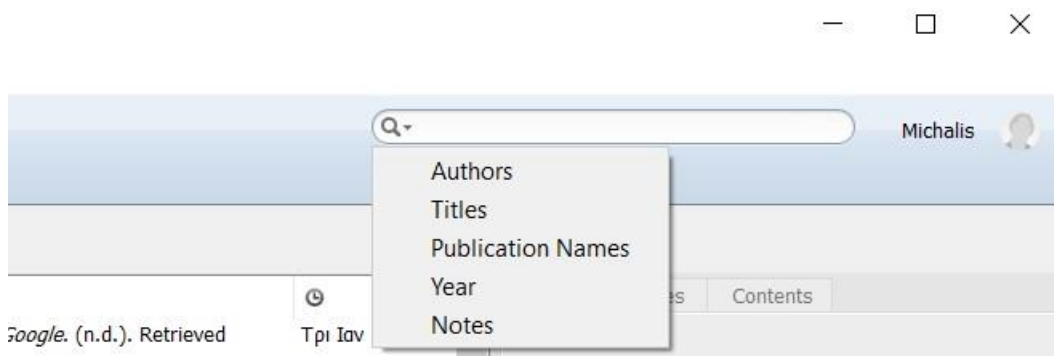 Michalis
Authors
Titles
Publication Names
Year
Contents
Notes
Google. (n.d.). Retrieved
Τρι Ιαν